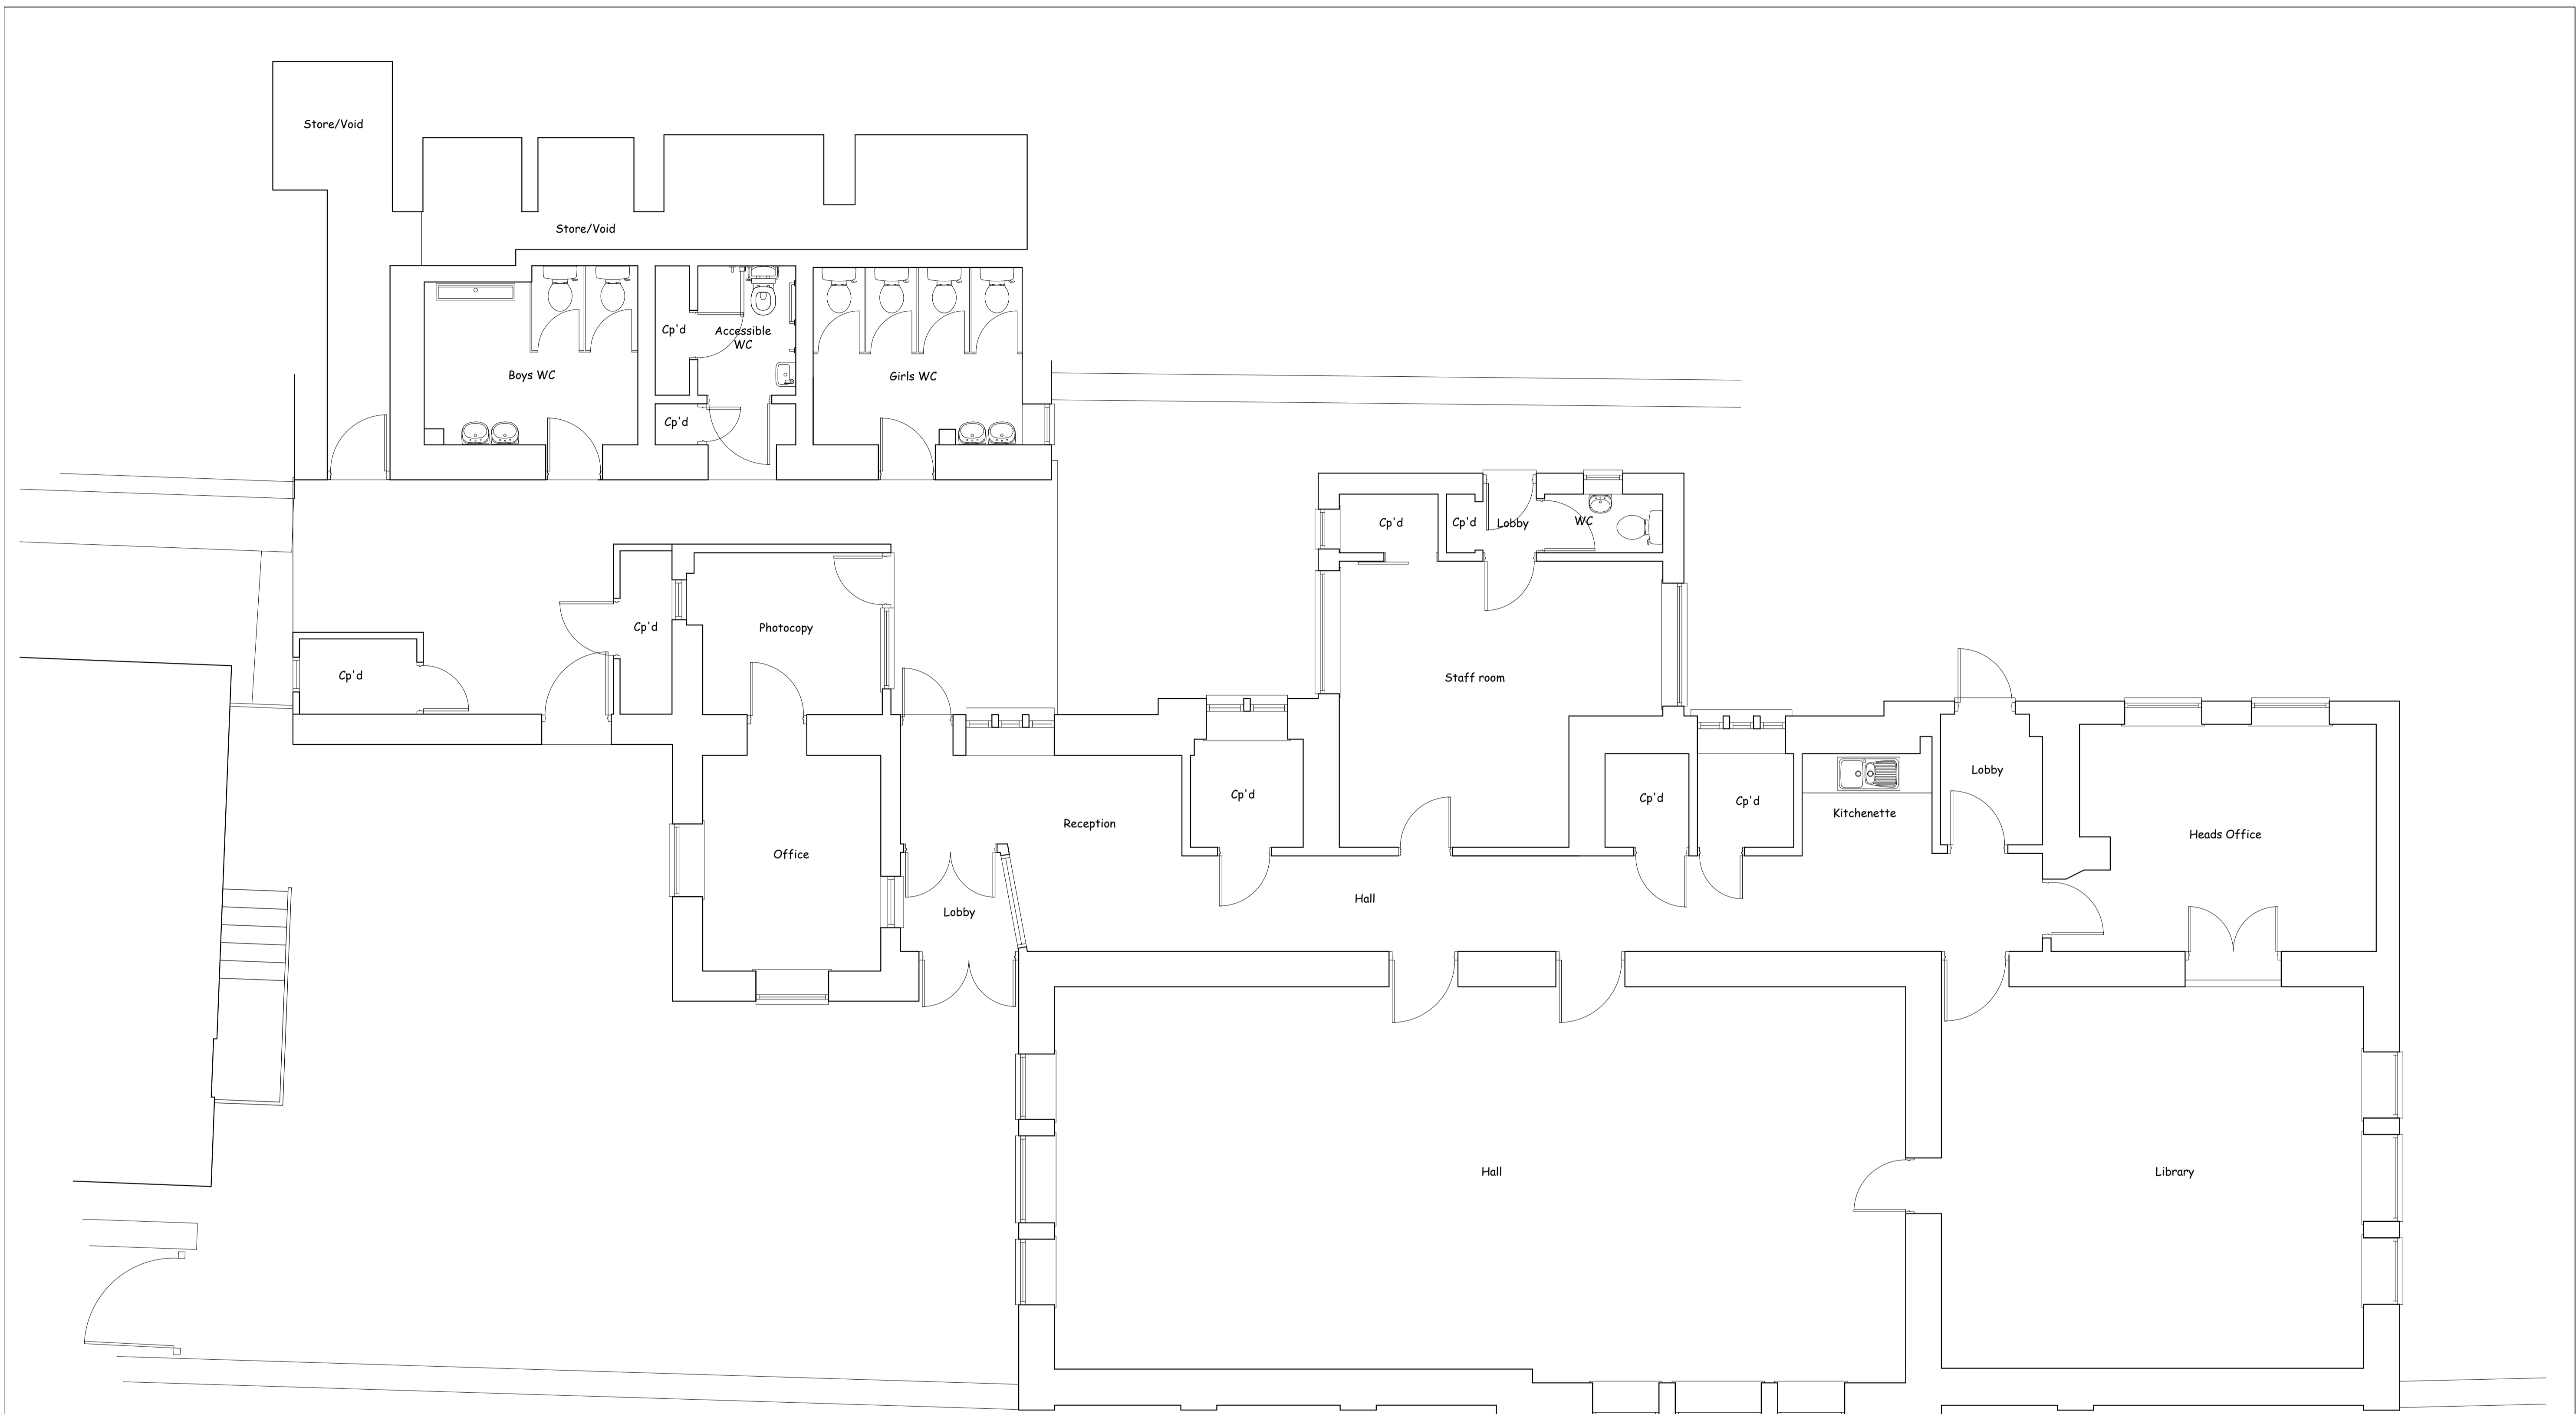 Store/Void
Store/Void
Cp'd
Accessible
WC
Boys WC
Girls WC
Cp'd
Cp'd
Cp'd
Lobby
WC
Cp'd
Photocopy
Cp'd
Staff room
Lobby
Cp'd
Cp'd
Cp'd
Kitchenette
Reception
Heads Office
Office
Hall
Lobby
Hall
Library